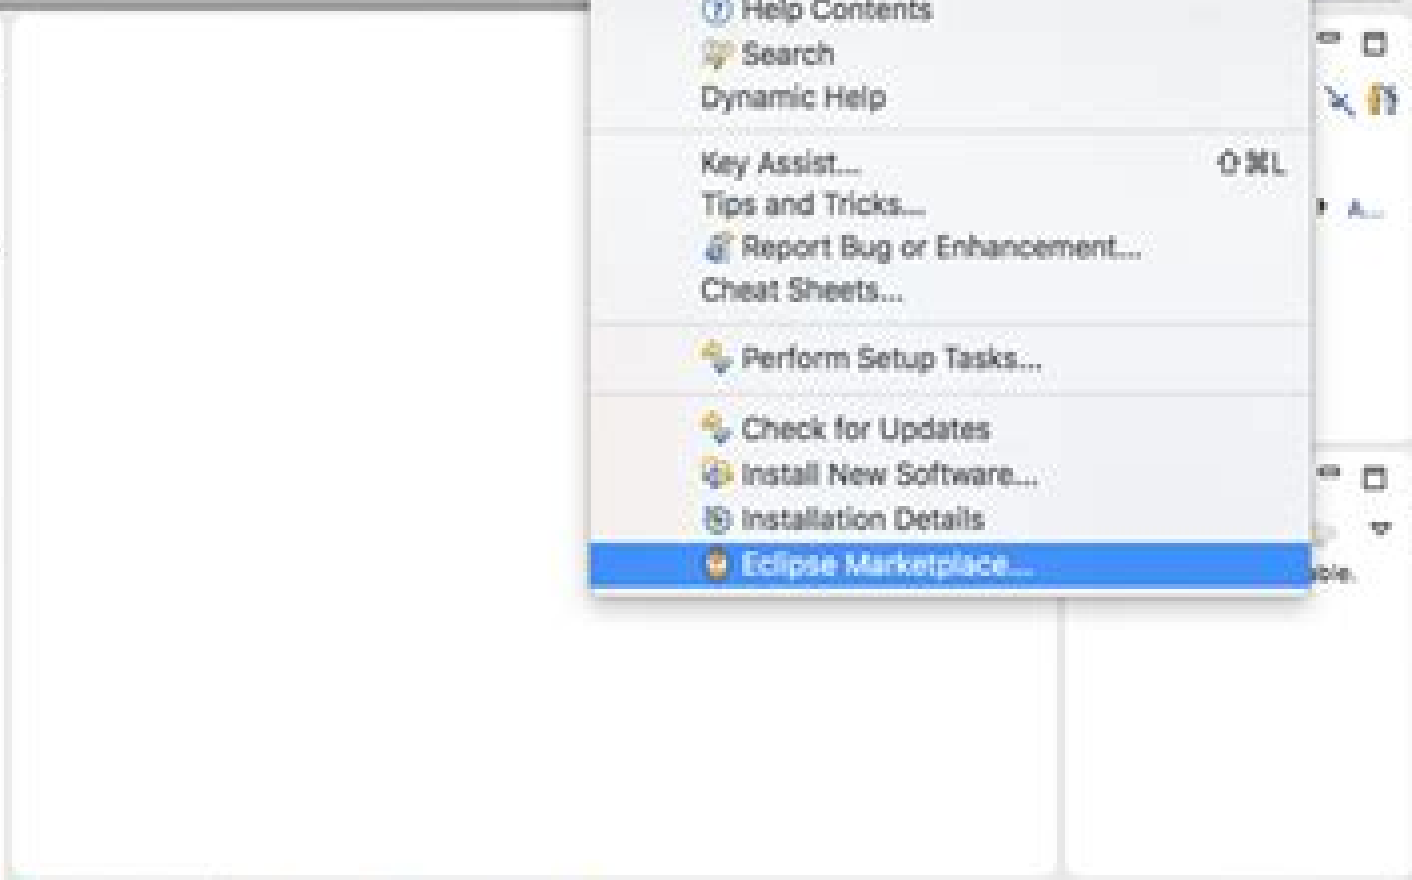 Help Contents
Search
Dynamic Help
Key Assist... ⇧⌘L
Tips and Tricks...
A...
Report Bug or Enhancement...
Cheat Sheets...
Perform Setup Tasks...
Check for Updates
Install New Software...
Installation Details
Eclipse Marketplace...
able.